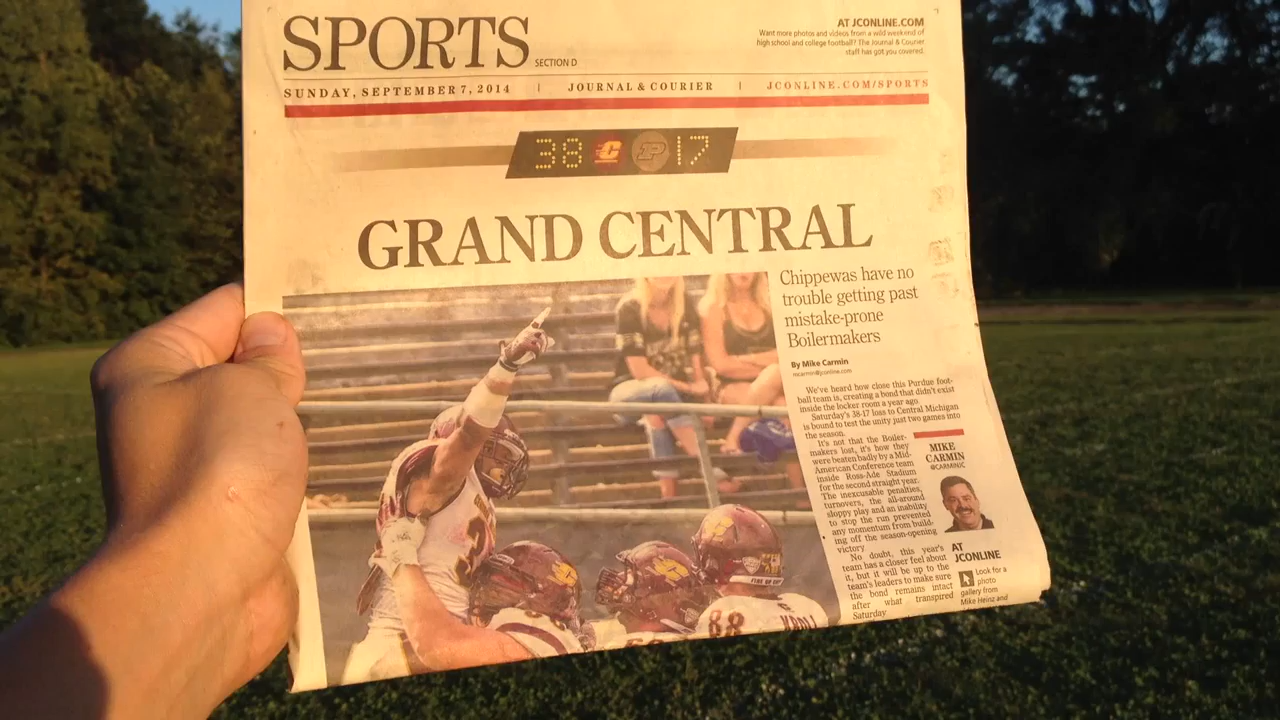 SPORTS
SECTION D
AT JCONLINE.COM
Want more photos and videos from a wild weekend of
high school and college football? The Journal & Courier
staff has got you covered.
SUNDAY, SEPTEMBER 7, 2014 | JOURNAL & COURIER | JCONLINE.COM/SPORTS
38 C P 17
GRAND CENTRAL
Chippewas have no
trouble getting past
mistake-prone
Boilermakers
By Mike Carmin
mcarmin@jconline.com
We've heard how close this Purdue foot-
ball team is, creating a bond that didn't exist
inside the locker room a year ago.
Saturday's 38-17 loss to Central Michigan
is bound to test the unity just two games into
the season.
It's not that the Boiler-
makers lost, it's how they
were beaten badly by a Mid-
American Conference team
inside Ross-Ade Stadium
for the second straight year.
The inexcusable penalties,
turnovers, the all-around
sloppy play and an inability
to stop the run prevented
any momentum from build-
ing off the season-opening
victory.
No doubt, this year's
team has a closer feel about
it, but it will be up to the
team's leaders to make sure
the bond remains intact
after what transpired
Saturday
MIKE
CARMIN
@CARMINJC
AT
JCONLINE
Look for a
photo
gallery from
Mike Heinz and
FIRE UP CHIPS
88
KROLL